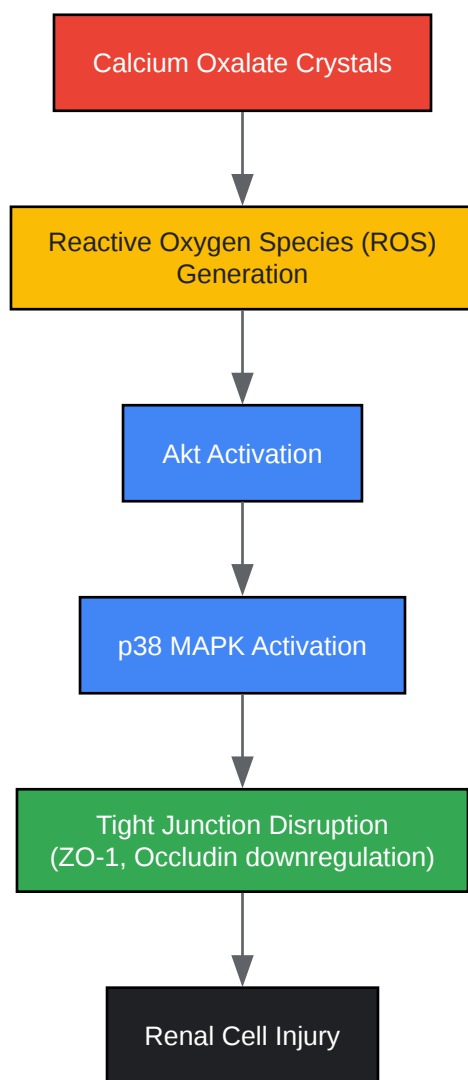 Calcium Oxalate Crystals
Reactive Oxygen Species (ROS)
Generation
Akt Activation
p38 MAPK Activation
Tight Junction Disruption
(ZO-1, Occludin downregulation)
Renal Cell Injury